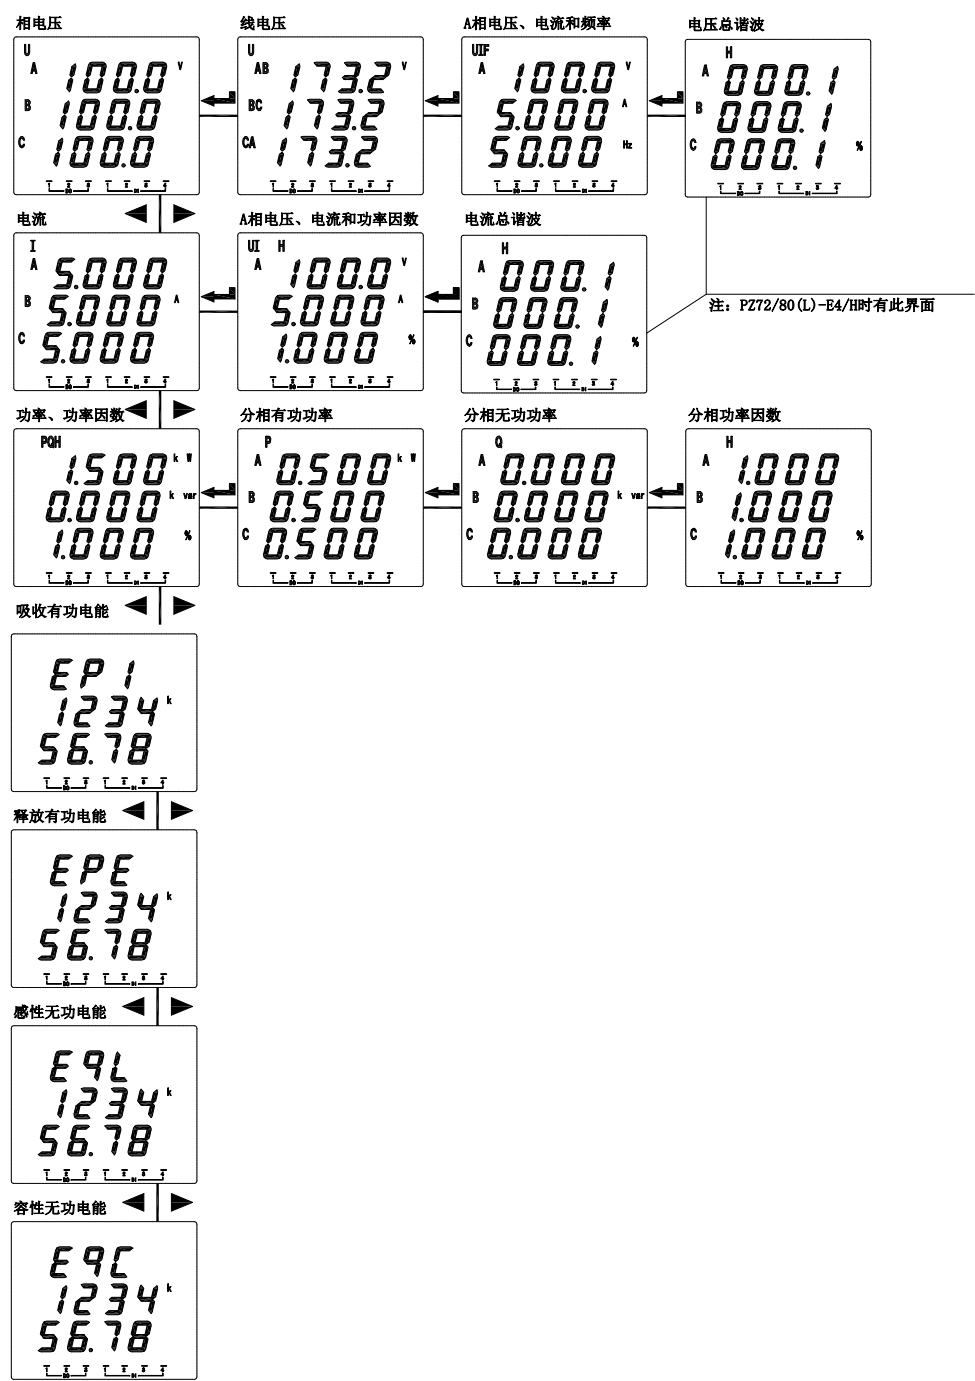 相电压 线电压 A相电压、电流和频率 电压总谐波
U U UIF H
A 100.0 V AB 173.2 V A 100.0 V A 000.1
B 100.0 BC 173.2 5.000 A B 000.1
C 100.0 CA 173.2 50.00 Hz C 000.1 %
电流 A相电压、电流和功率因数 电流总谐波
I UI H H
A 5.000 A 100.0 V A 000.1
B 5.000 A 5.000 A B 000.1
C 5.000 1.000 % C 000.1 %
注: PZ72/80(L)-E4/H时有此界面
功率、功率因数 分相有功功率 分相无功功率 分相功率因数
PQH P Q H
1.500 k W A 0.500 k W A 0.000 A 1.000
0.000 k var B 0.500 B 0.000 k var B 1.000
1.000 % C 0.500 C 0.000 C 1.000 %
吸收有功电能
EPI
1234 k
56.78
释放有功电能
EPE
1234 k
56.78
感性无功电能
EqL
1234 k
56.78
容性无功电能
EqC
1234 k
56.78